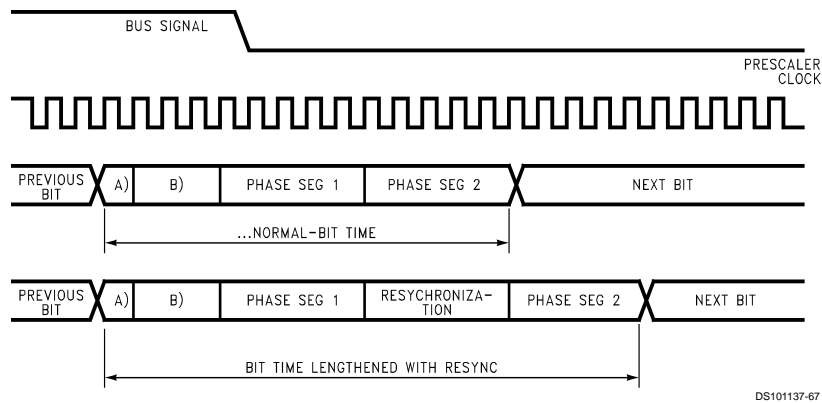 BUS SIGNAL
PRESCALER
CLOCK
PREVIOUS
BIT
A)
B)
PHASE SEG 1
PHASE SEG 2
NEXT BIT
...NORMAL-BIT TIME
PREVIOUS
BIT
A)
B)
PHASE SEG 1
RESYCHRONIZA-
TION
PHASE SEG 2
NEXT BIT
BIT TIME LENGTHENED WITH RESYNC
DS101137-67